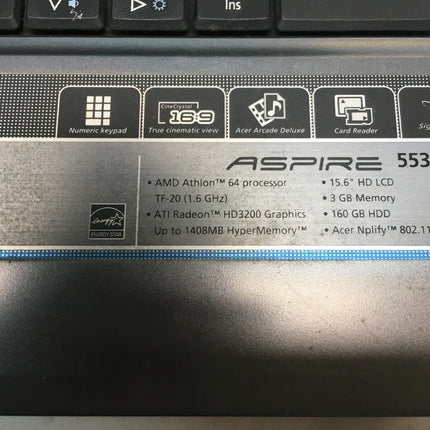 Ins
CineCrystal
16:9
Numeric keypad
True cinematic view
Acer Arcade Deluxe
Card Reader
ASPIRE 553
• AMD Athlon™ 64 processor
TF-20 (1.6 GHz)
• ATI Radeon™ HD3200 Graphics
Up to 1408MB HyperMemory™
• 15.6" HD LCD
• 3 GB Memory
• 160 GB HDD
• Acer Nplify™ 802.11
energy
ENERGY STAR